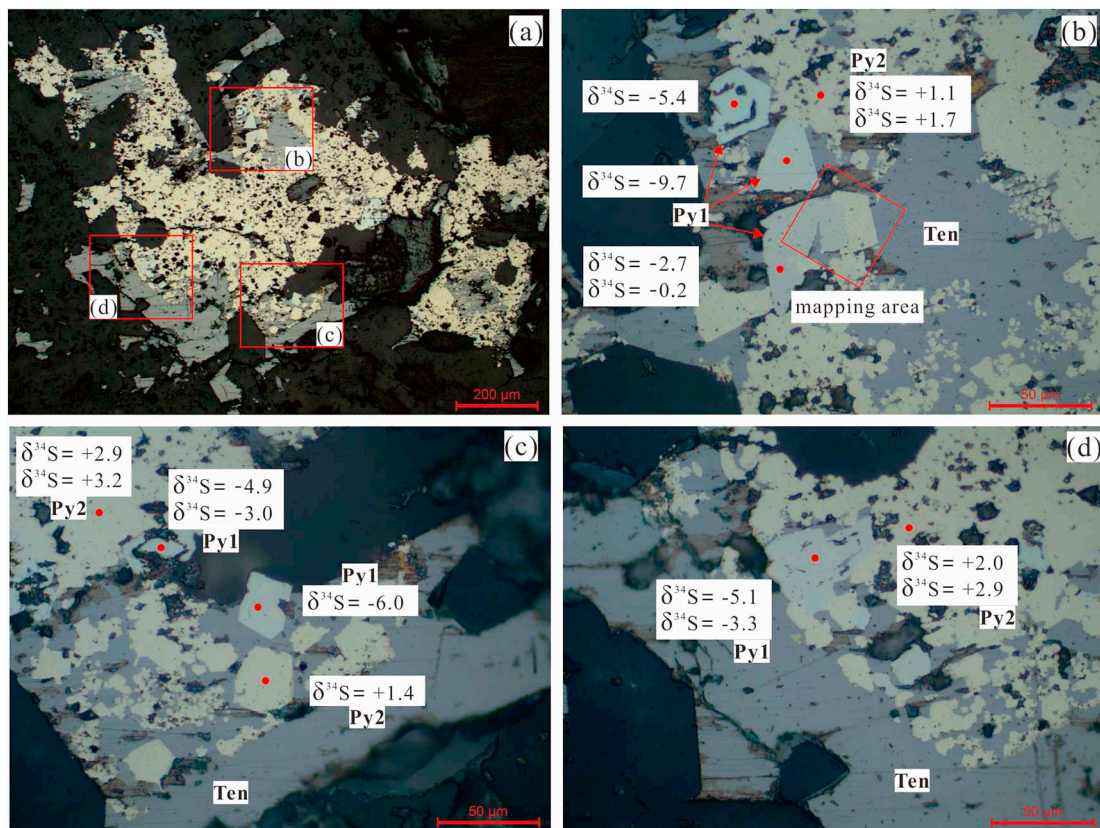 (a)
(b)
(d)
(c)
200 μm
(b)
Py2
δ³⁴S = -5.4
δ³⁴S = +1.1
δ³⁴S = +1.7
δ³⁴S = -9.7
Py1
Ten
δ³⁴S = -2.7
δ³⁴S = -0.2
mapping area
50 μm
(c)
δ³⁴S = +2.9
δ³⁴S = +3.2
Py2
δ³⁴S = -4.9
δ³⁴S = -3.0
Py1
Py1
δ³⁴S = -6.0
δ³⁴S = +1.4
Py2
Ten
50 μm
(d)
δ³⁴S = +2.0
δ³⁴S = +2.9
Py2
δ³⁴S = -5.1
δ³⁴S = -3.3
Py1
Ten
50 μm